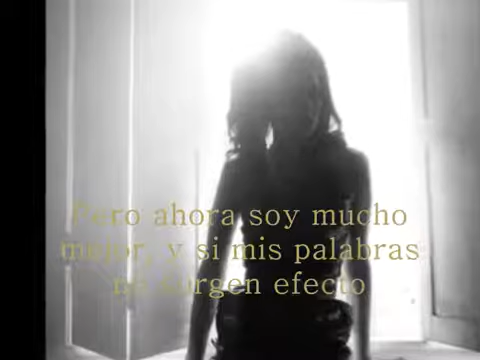 Pero ahora soy mucho
mejor, y si mis palabras
no surgen efecto